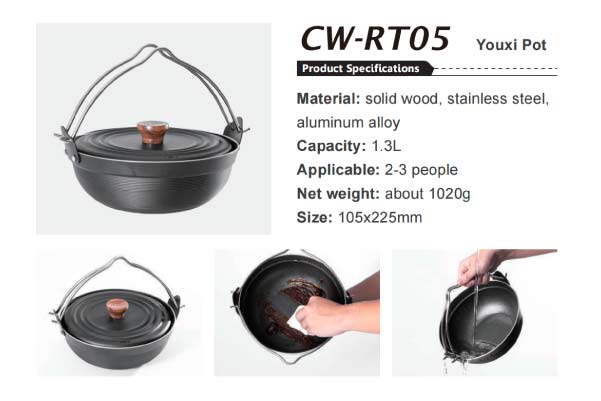 CW-RT05 Youxi Pot
Product Specifications
Material: solid wood, stainless steel,
aluminum alloy
Capacity: 1.3L
Applicable: 2-3 people
Net weight: about 1020g
Size: 105x225mm